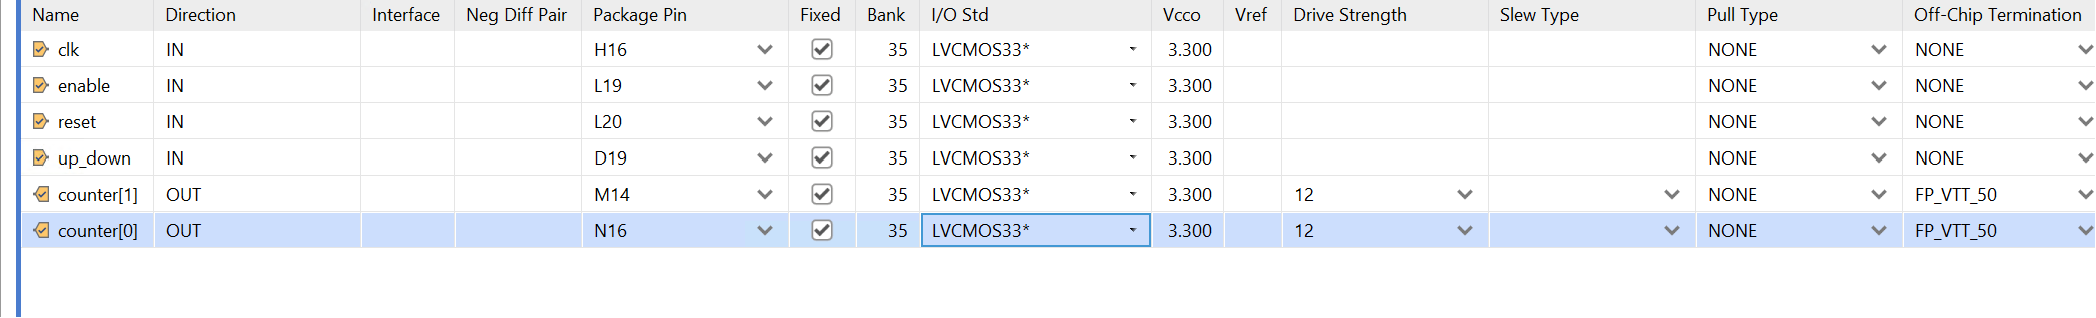 Name Direction Interface Neg Diff Pair Package Pin Fixed Bank I/O Std Vcco Vref Drive Strength Slew Type Pull Type Off-Chip Termination
clk IN H16 35 LVCMOS33* 3.300 NONE NONE
enable IN L19 35 LVCMOS33* 3.300 NONE NONE
reset IN L20 35 LVCMOS33* 3.300 NONE NONE
up_down IN D19 35 LVCMOS33* 3.300 NONE NONE
counter[1] OUT M14 35 LVCMOS33* 3.300 12 NONE FP_VTT_50
counter[0] OUT N16 35 LVCMOS33* 3.300 12 NONE FP_VTT_50